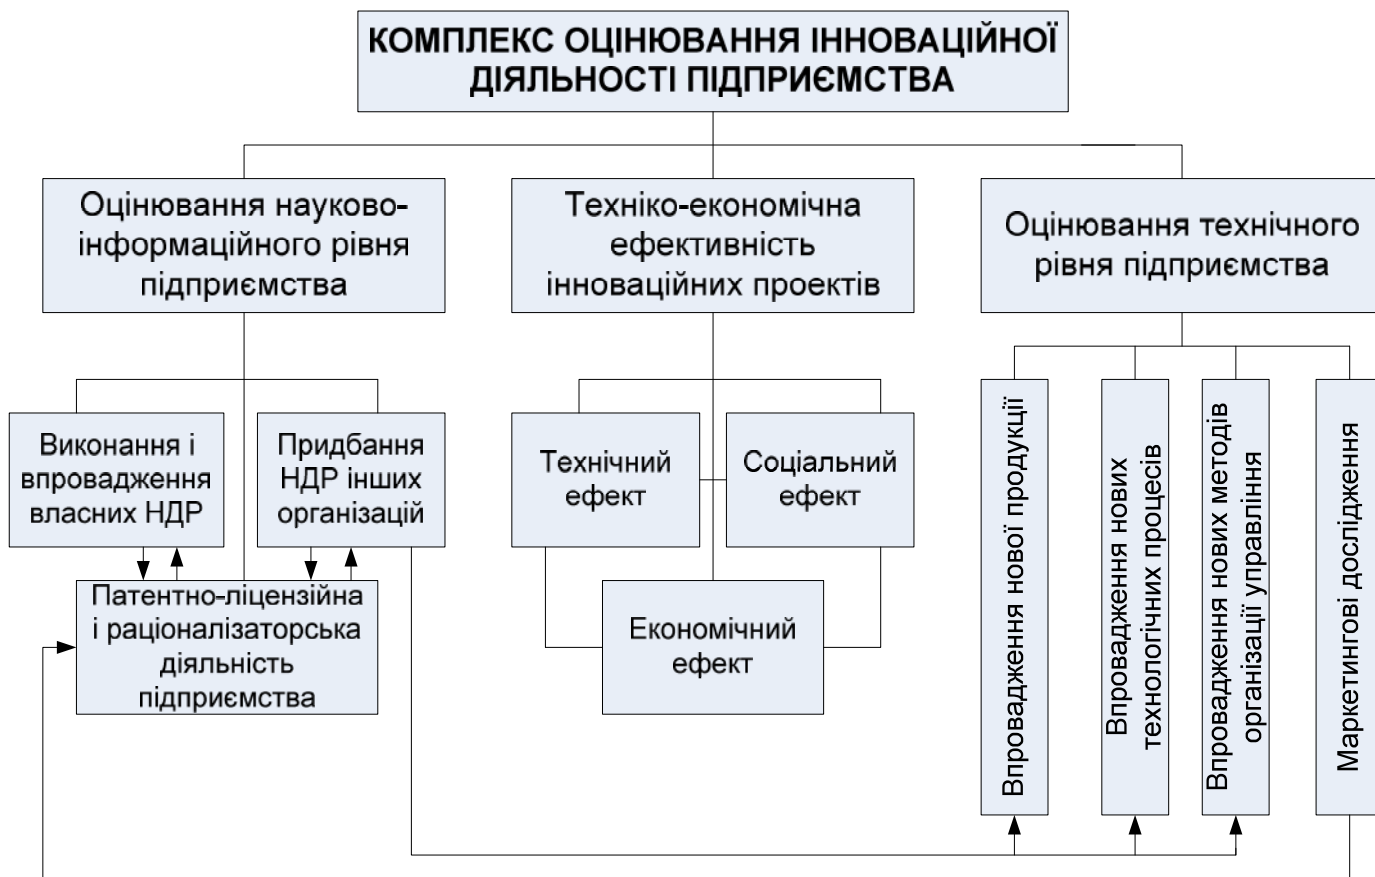 КОМПЛЕКС ОЦІНЮВАННЯ ІННОВАЦІЙНОЇ
ДІЯЛЬНОСТІ ПІДПРИЄМСТВА
Оцінювання науково-
інформаційного рівня
підприємства
Техніко-економічна
ефективність
інноваційних проектів
Оцінювання технічного
рівня підприємства
Виконання і
впровадження
власних НДР
Придбання
НДР інших
організацій
Патентно-ліцензійна
і раціоналізаторська
діяльність
підприємства
Технічний
ефект
Соціальний
ефект
Економічний
ефект
Впровадження нової продукції
Впровадження нових
технологічних процесів
Впровадження нових методів
організації управління
Маркетингові дослідження